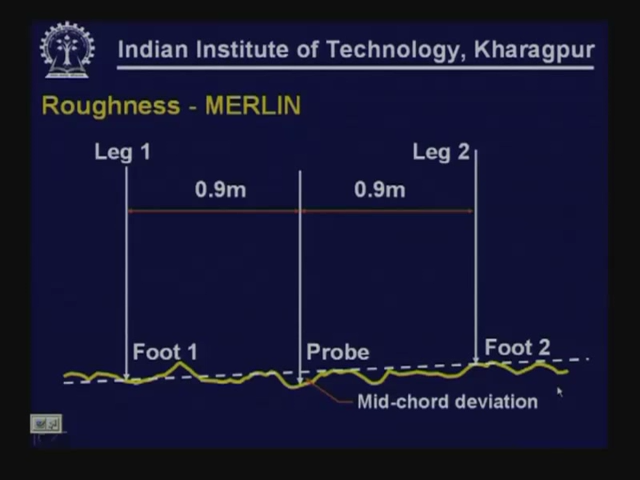 Indian Institute of Technology, Kharagpur
Roughness - MERLIN
Leg 1
Leg 2
0.9m
0.9m
Foot 1
Probe
Foot 2
Mid-chord deviation